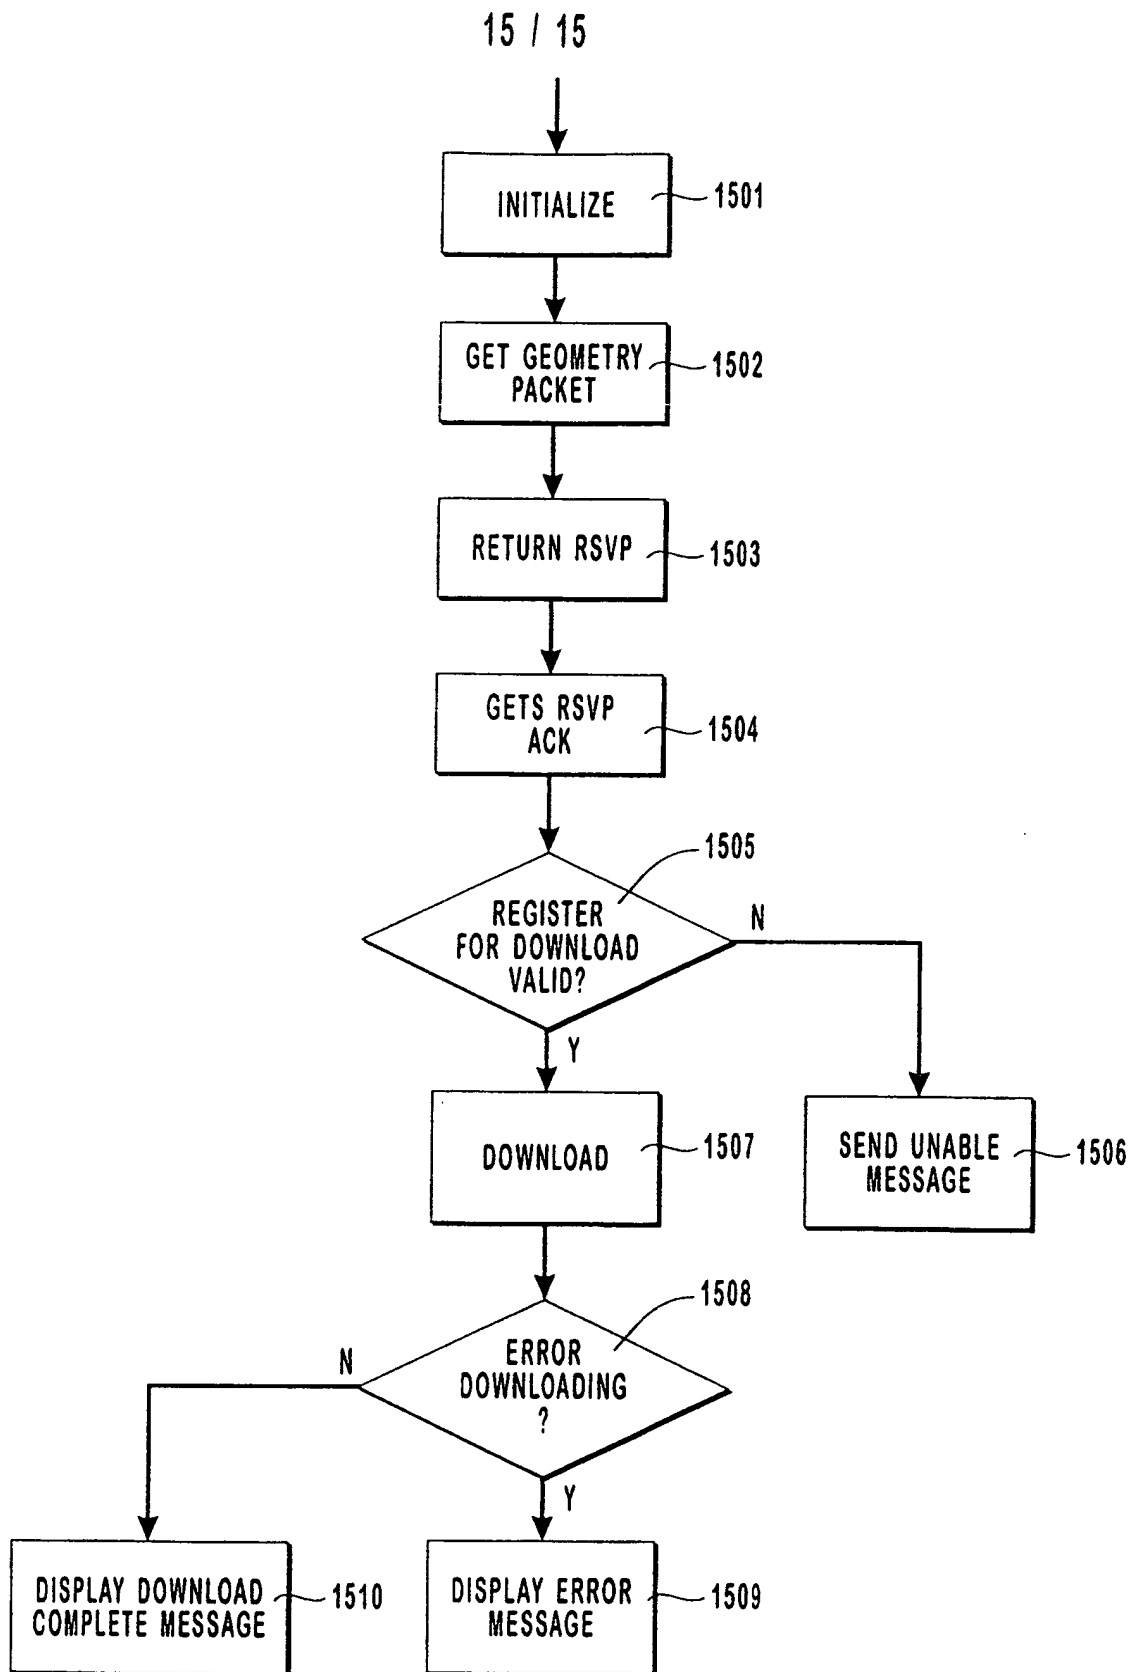 15 / 15
INITIALIZE
1501
GET GEOMETRY
PACKET
1502
RETURN RSVP
1503
GETS RSVP
ACK
1504
1505
REGISTER
FOR DOWNLOAD
VALID?
N
Y
DOWNLOAD
1507
SEND UNABLE
MESSAGE
1506
1508
ERROR
DOWNLOADING
?
N
Y
DISPLAY DOWNLOAD
COMPLETE MESSAGE
1510
DISPLAY ERROR
MESSAGE
1509